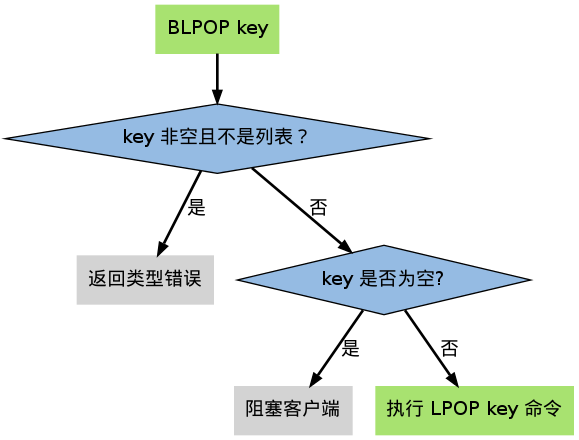 BLPOP key
key 非空且不是列表？
是
否
返回类型错误
key 是否为空?
是
否
阻塞客户端
执行 LPOP key 命令